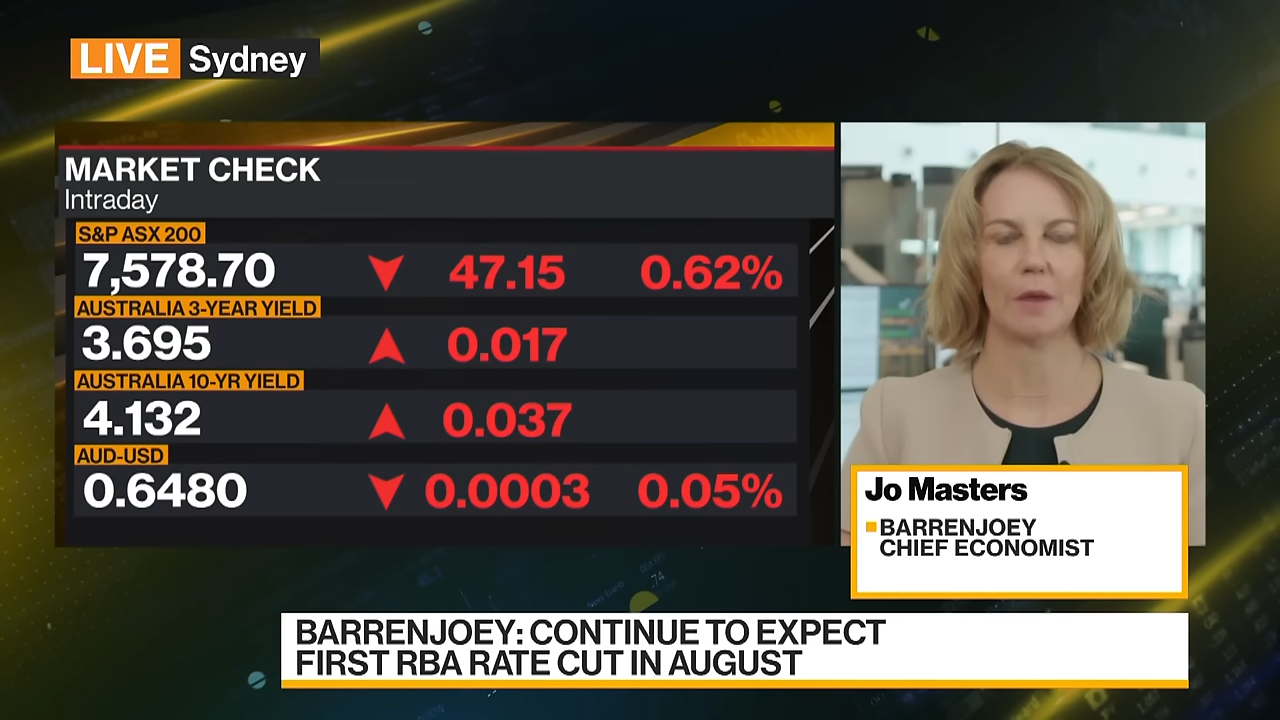 LIVE Sydney
MARKET CHECK
Intraday
S&P ASX 200
7,578.70 ▼ 47.15 0.62%
AUSTRALIA 3-YEAR YIELD
3.695 ▲ 0.017
AUSTRALIA 10-YR YIELD
4.132 ▲ 0.037
AUD-USD
0.6480 ▼ 0.0003 0.05%
Jo Masters
BARRENJOEY
CHIEF ECONOMIST
BARRENJOEY: CONTINUE TO EXPECT
FIRST RBA RATE CUT IN AUGUST